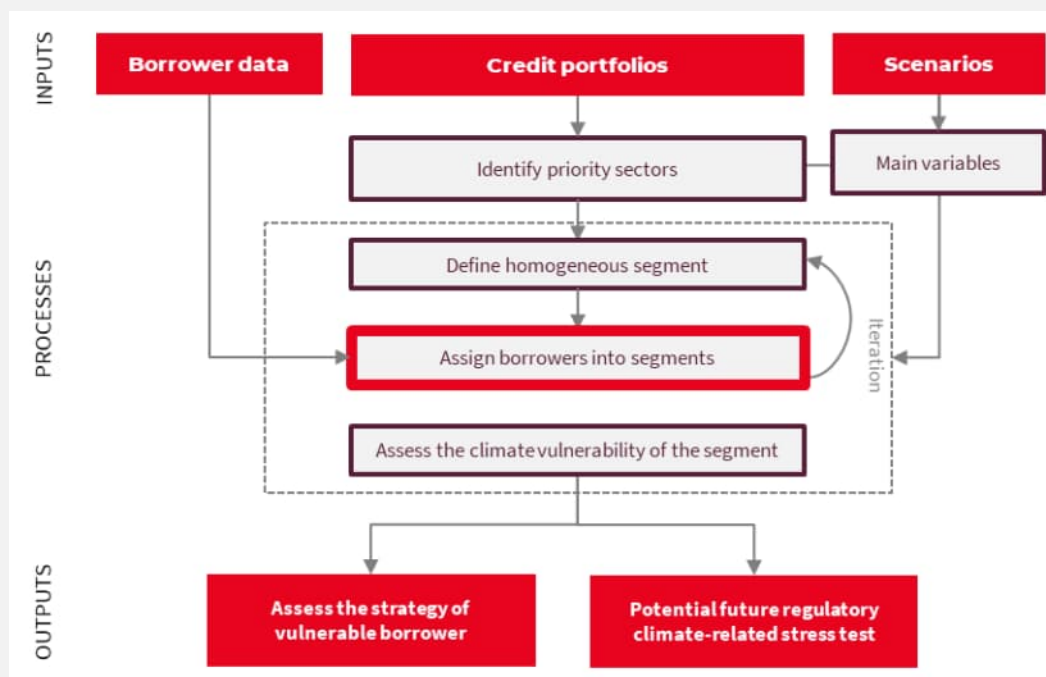 INPUTS
Borrower data
Credit portfolios
Scenarios
Identify priority sectors
Main variables
PROCESSES
Define homogeneous segment
Iteration
Assign borrowers into segments
Assess the climate vulnerability of the segment
OUTPUTS
Assess the strategy of
vulnerable borrower
Potential future regulatory
climate-related stress test